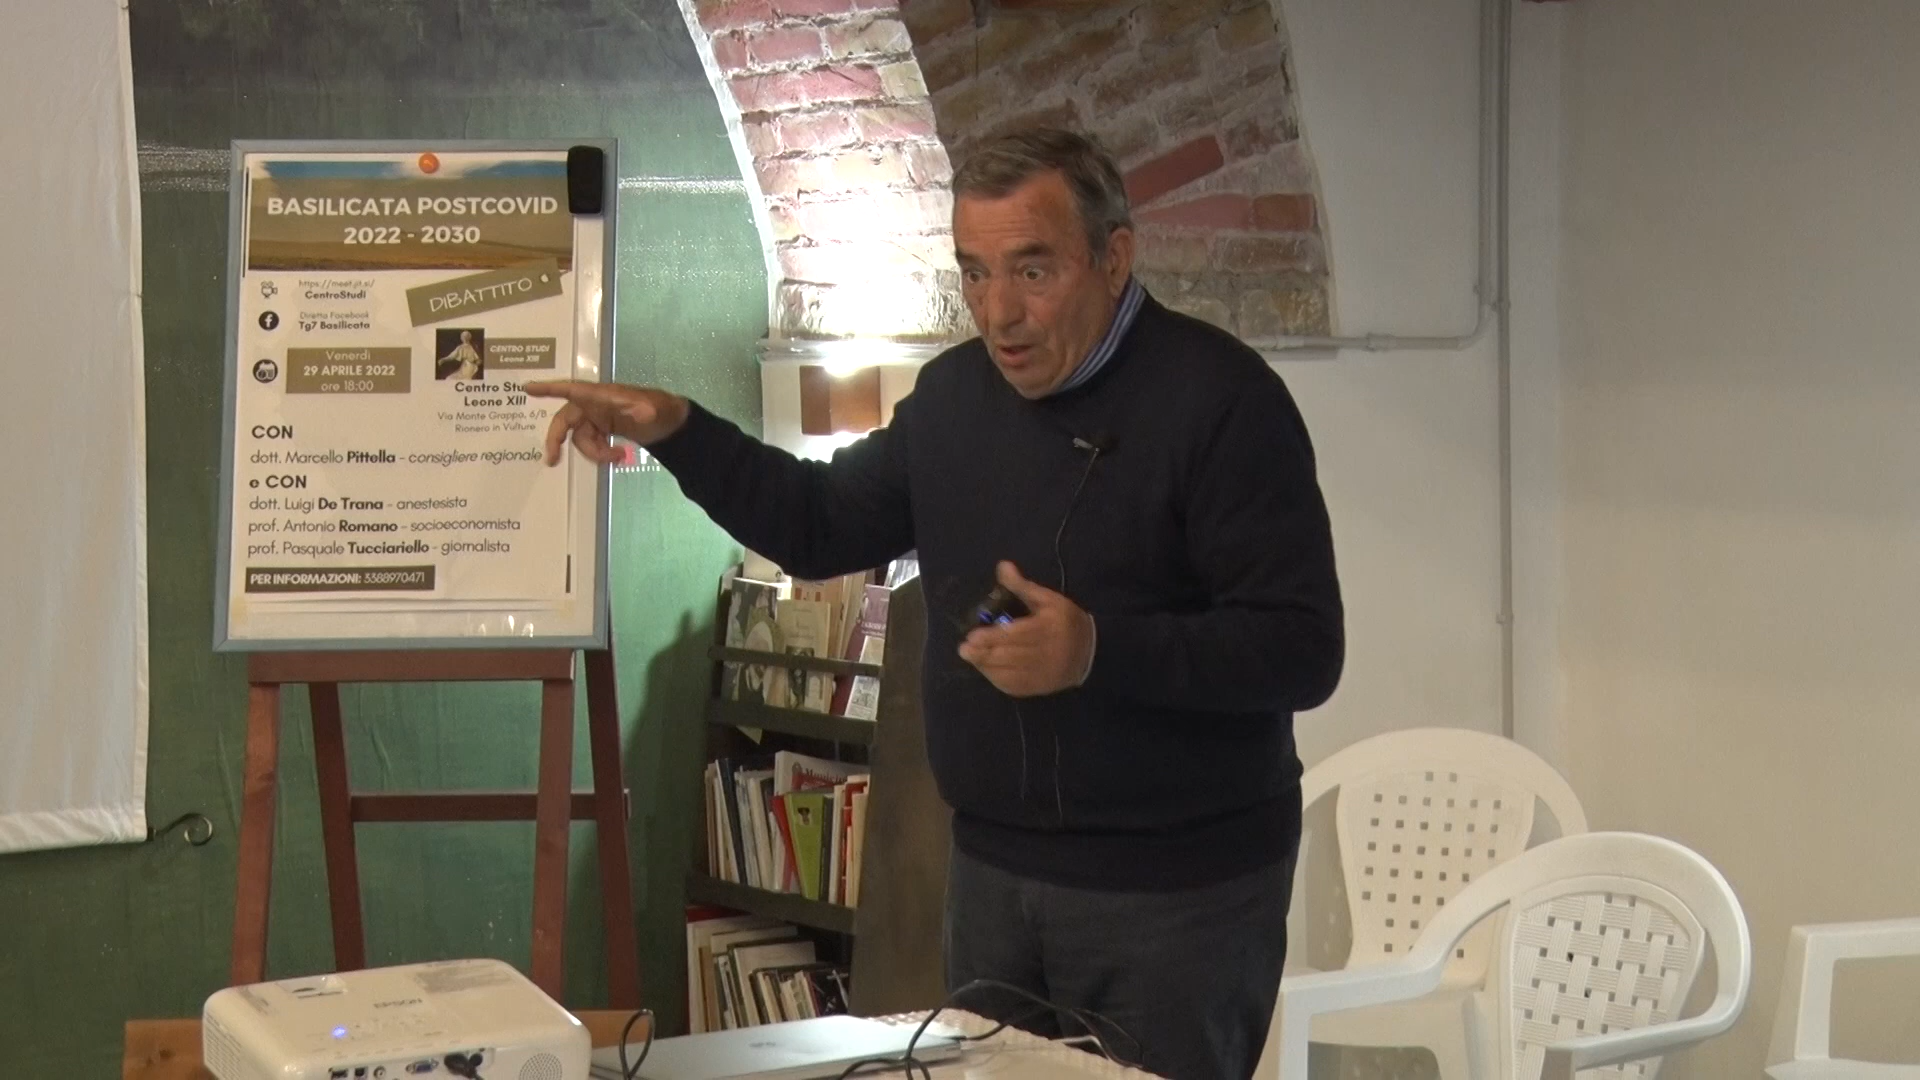 BASILICATA POSTCOVID
2022 - 2030
DIBATTITO
https://meet.jit.si/
CentroStudi
Diretta Facebook
Tg7 Basilicata
Venerdì
29 APRILE 2022
ore 18:00
CENTRO STUDI
Leone XIII
Centro Stu
Leone XIII
Via Monte Grappa, 6/B
Rionero in Vulture
CON
dott. Marcello Pittella - consigliere regionale
e CON
dott. Luigi De Trana - anestesista
prof. Antonio Romano - socioeconomista
prof. Pasquale Tucciariello - giornalista
PER INFORMAZIONI: 3388970471
EPSON